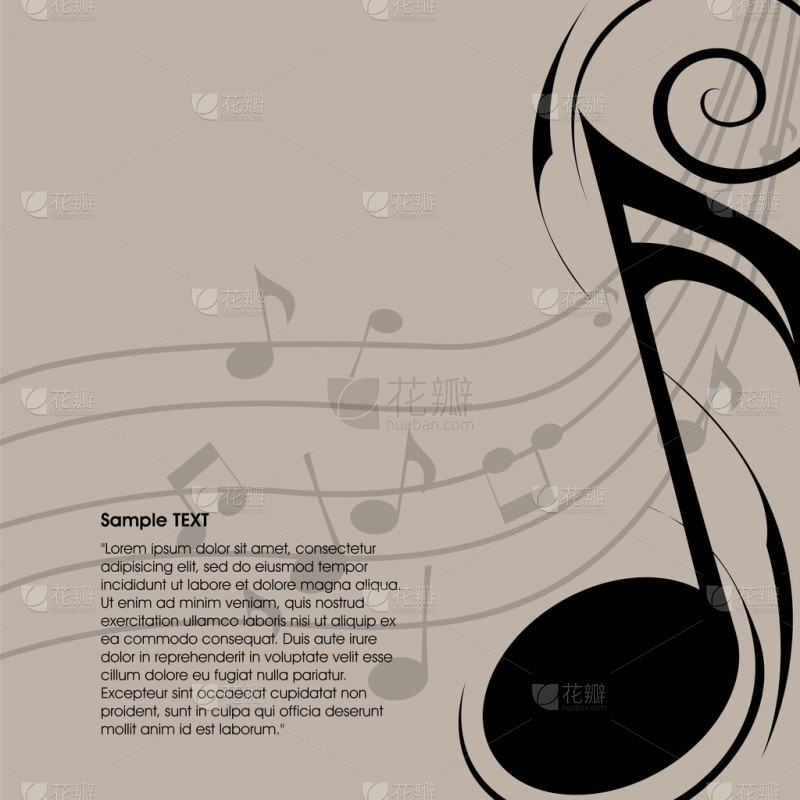 花瓣
huaban.com
Sample TEXT
"Lorem ipsum dolor sit amet, consectetur
adipisicing elit, sed do eiusmod tempor
incididunt ut labore et dolore magna aliqua.
Ut enim ad minim veniam, quis nostrud
exercitation ullamco laboris nisi ut aliquip ex
ea commodo consequat. Duis aute irure
dolor in reprehenderit in voluptate velit esse
cillum dolore eu fugiat nulla pariatur.
Excepteur sint occaecat cupidatat non
proident, sunt in culpa qui officia deserunt
mollit anim id est laborum."